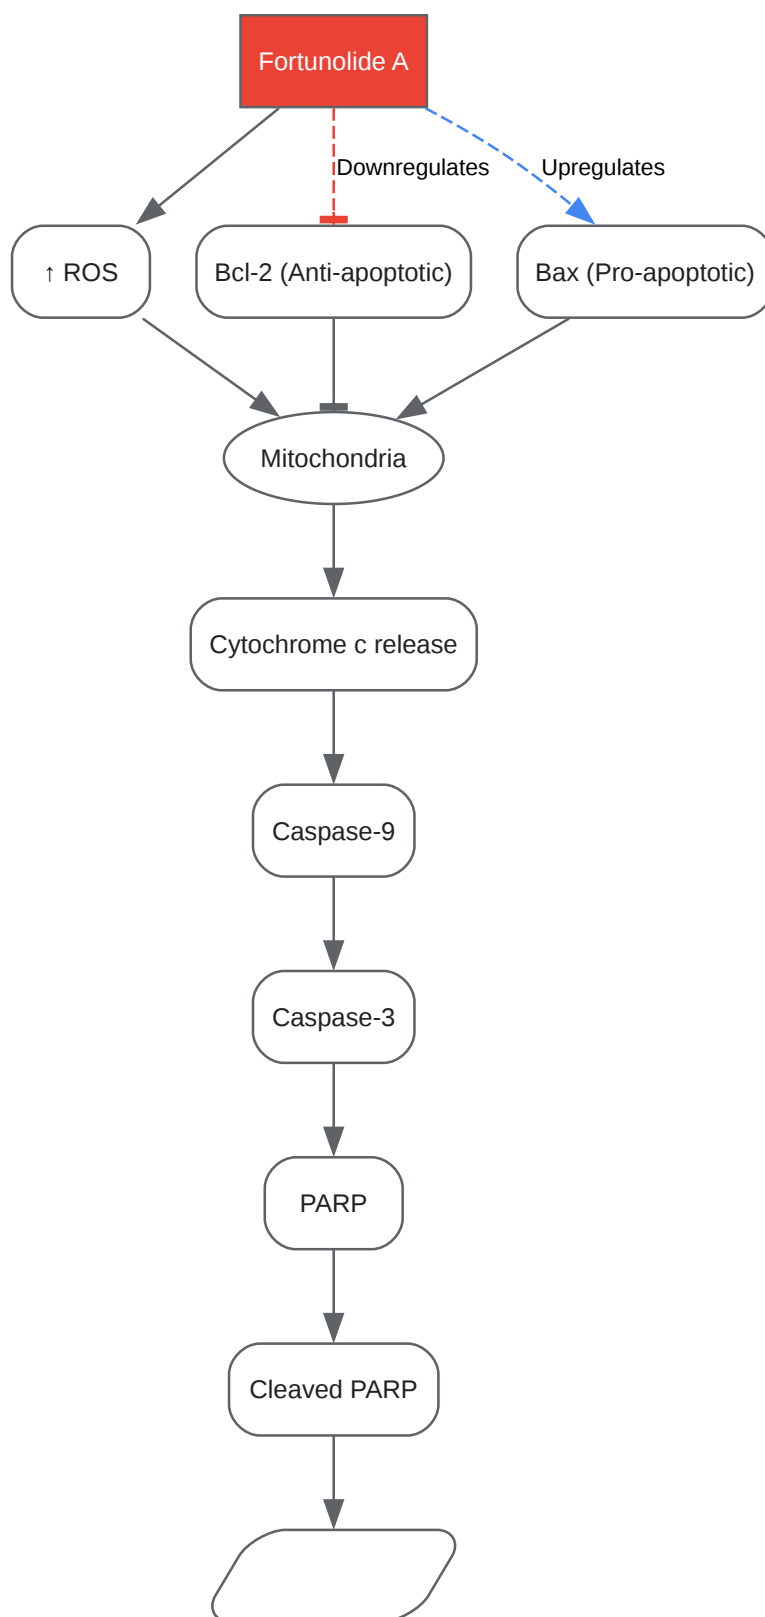 Fortunolide A
Downregulates
Upregulates
↑ ROS
Bcl-2 (Anti-apoptotic)
Bax (Pro-apoptotic)
Mitochondria
Cytochrome c release
Caspase-9
Caspase-3
PARP
Cleaved PARP